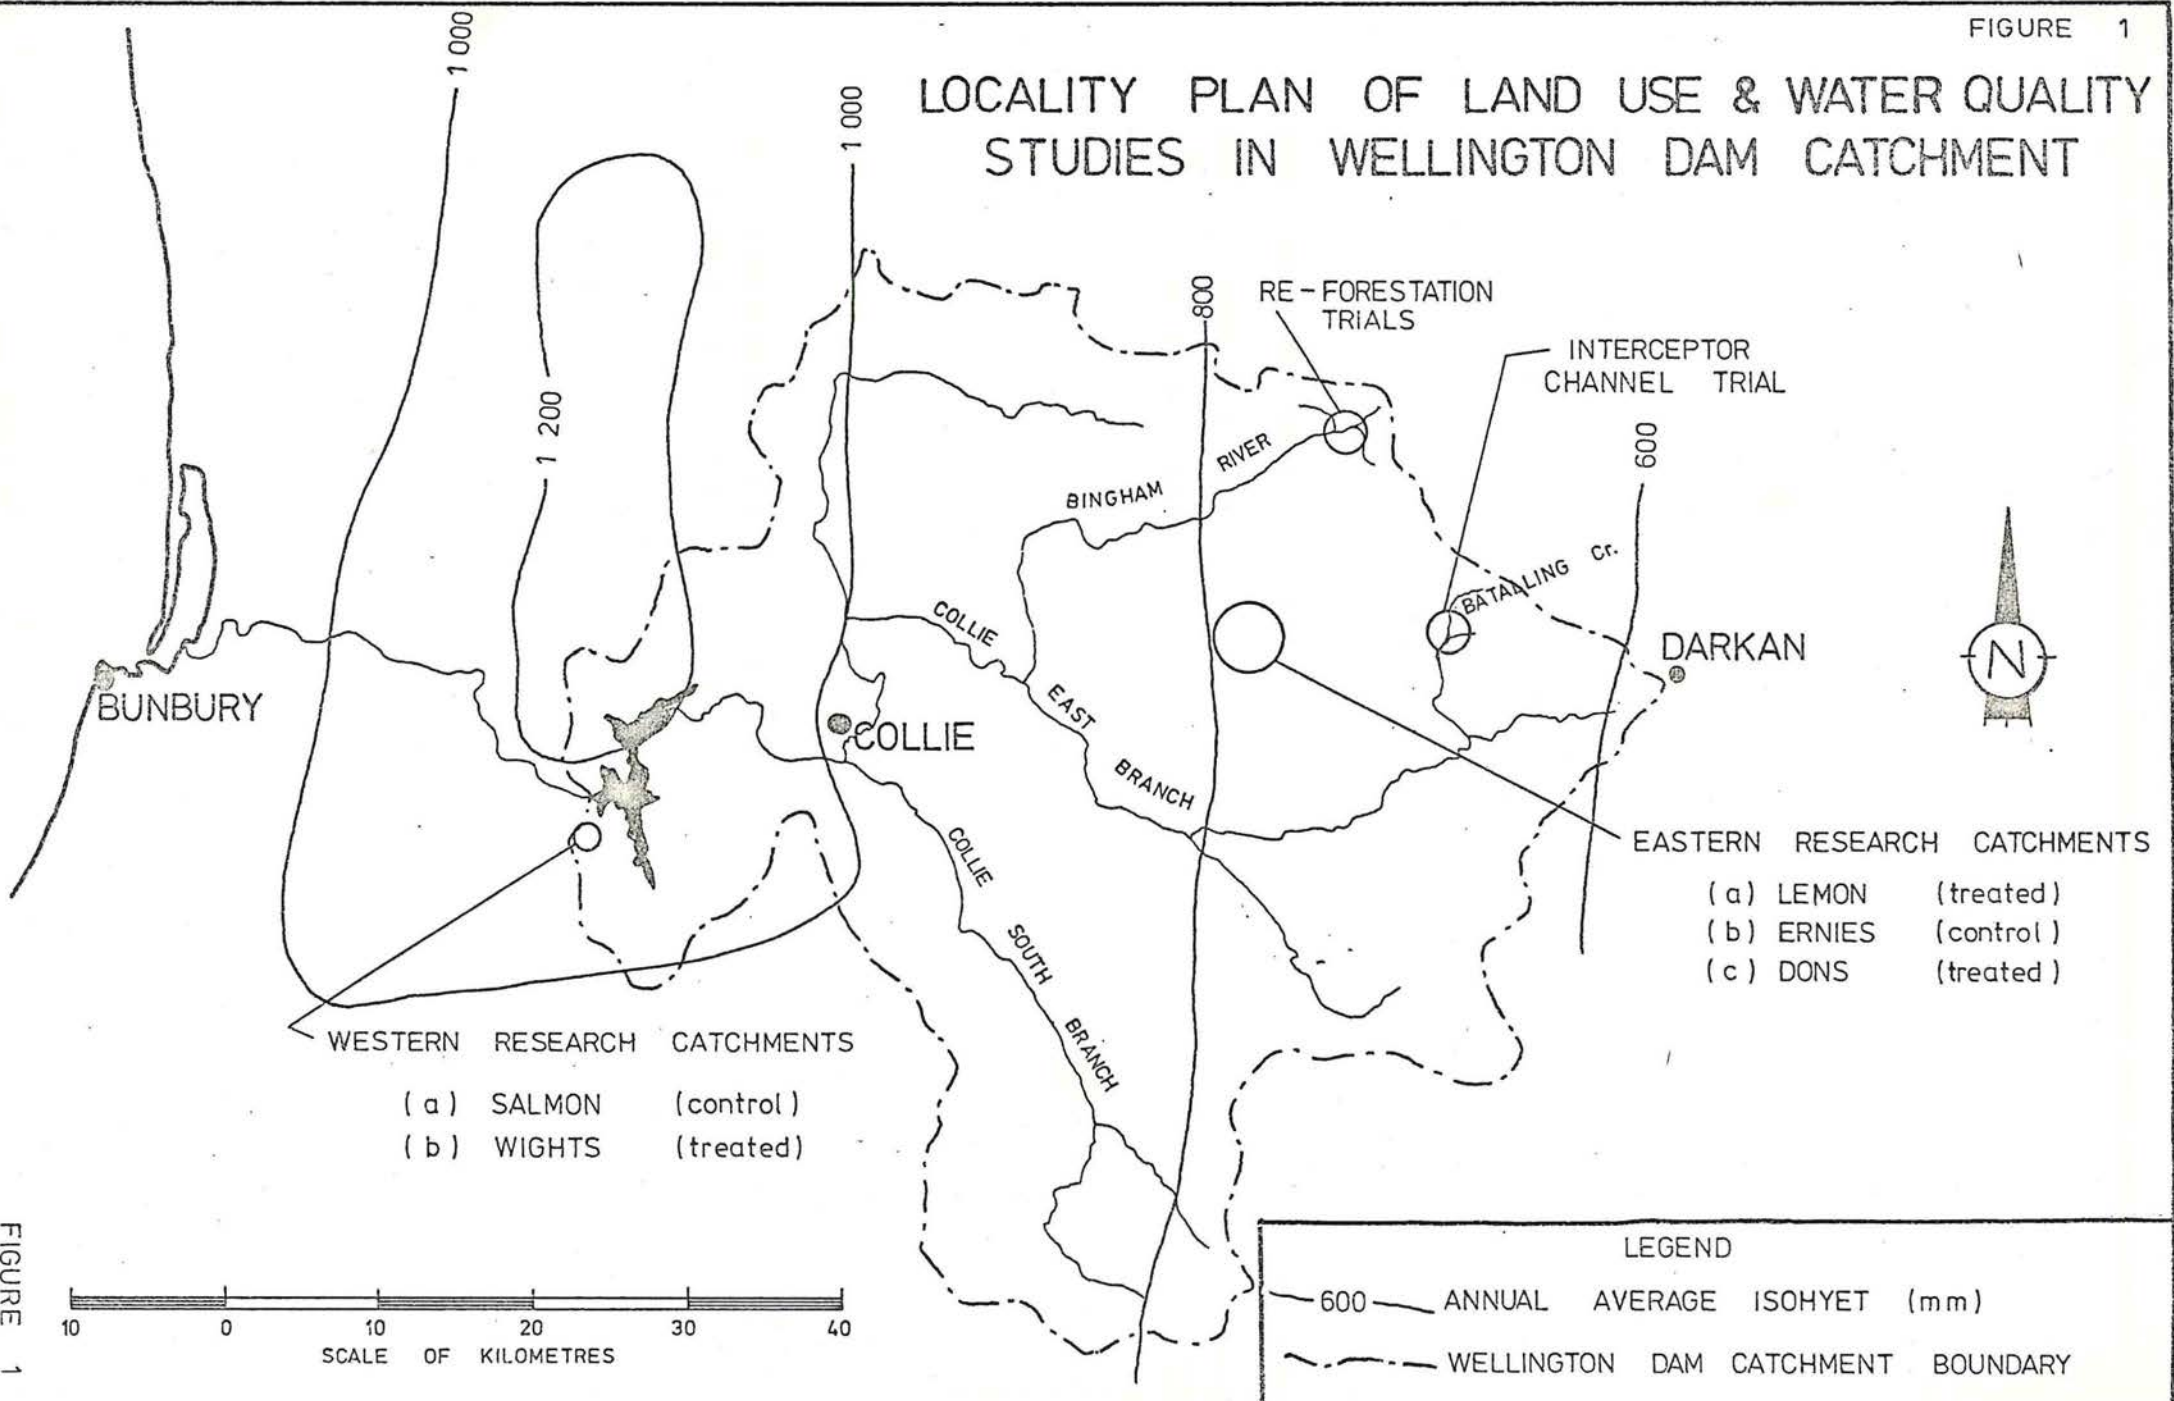 FIGURE 1
LOCALITY PLAN OF LAND USE & WATER QUALITY
STUDIES IN WELLINGTON DAM CATCHMENT
1 000
1 000
1 200
800
600
RE-FORESTATION
TRIALS
INTERCEPTOR
CHANNEL TRIAL
BINGHAM RIVER
BATALLING Cr.
COLLIE EAST BRANCH
DARKAN
N
BUNBURY
COLLIE
COLLIE SOUTH BRANCH
EASTERN RESEARCH CATCHMENTS
(a) LEMON (treated)
(b) ERNIES (control)
(c) DONS (treated)
WESTERN RESEARCH CATCHMENTS
(a) SALMON (control)
(b) WIGHTS (treated)
10 0 10 20 30 40
SCALE OF KILOMETRES
LEGEND
600 ANNUAL AVERAGE ISOHYET (mm)
WELLINGTON DAM CATCHMENT BOUNDARY
FIGURE 1